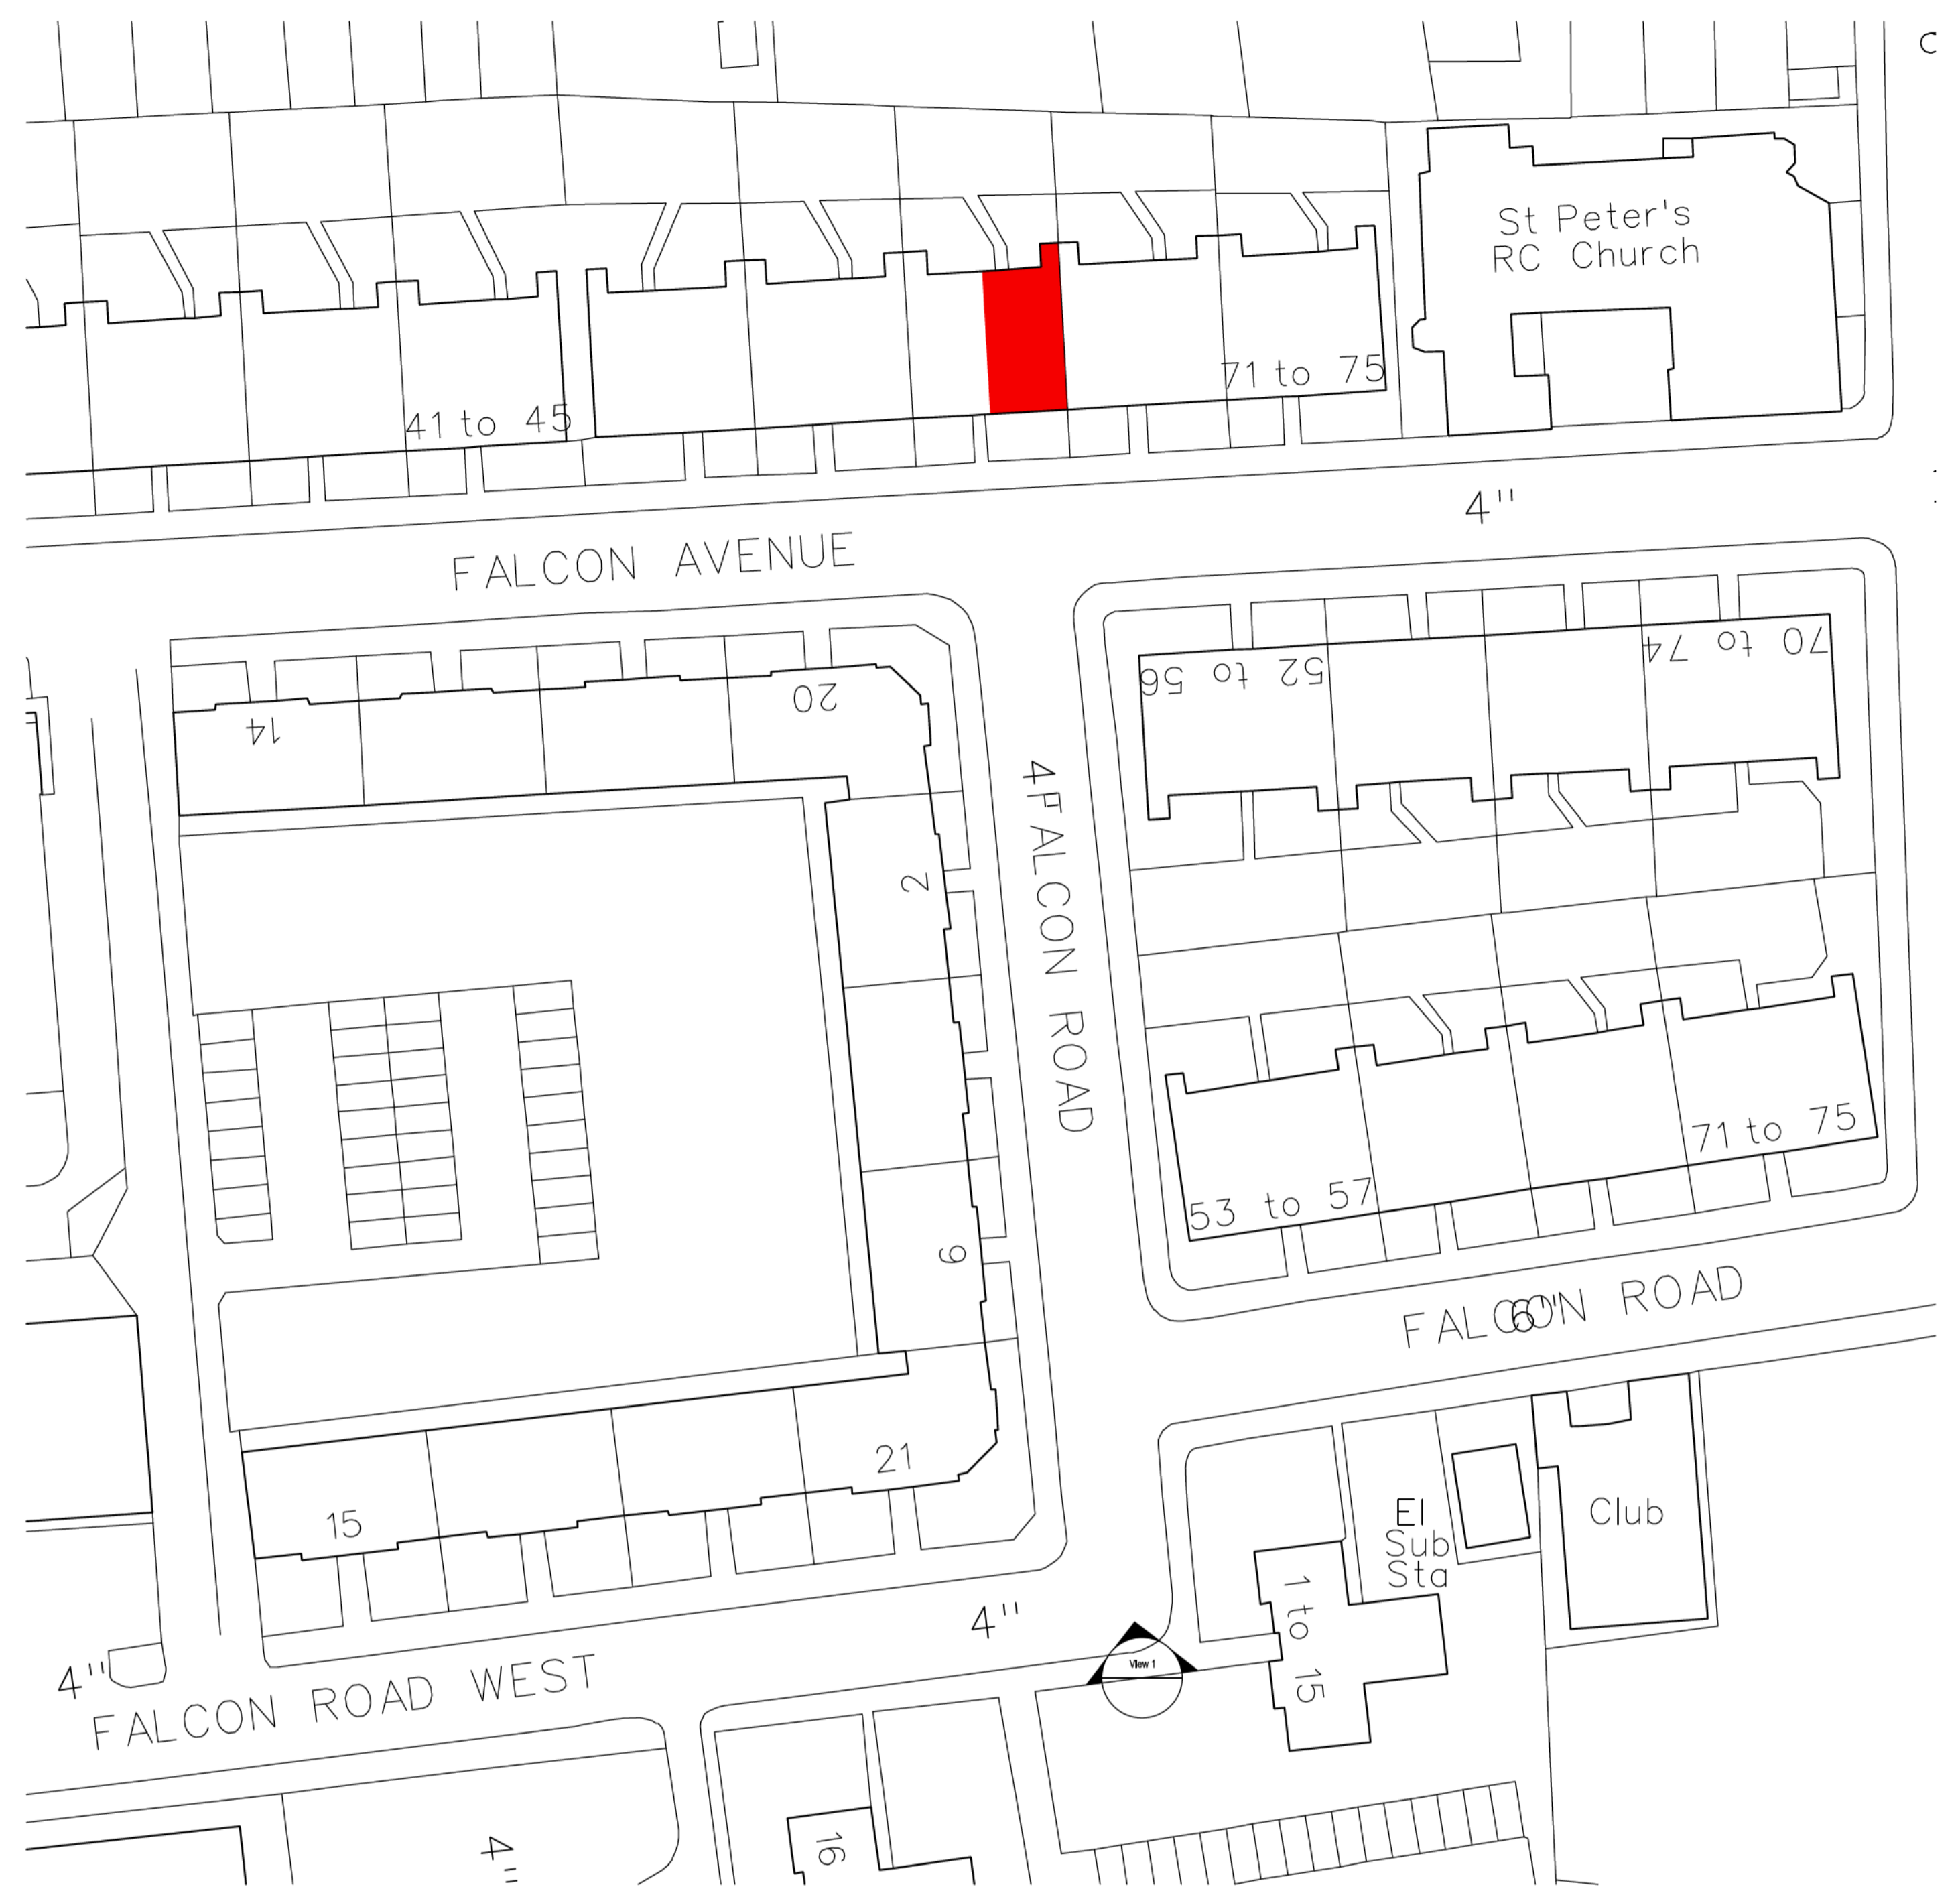 St Peter's
RC Church
71 to 75
41 to 45
4"
FALCON AVENUE
70 to 74
52 to 56
20
14
4"
FALCON ROAD
2
9
71 to 75
53 to 57
FALCON ROAD
6"
21
15
El
Sub
Sta
Club
1 to 15
4"
View 1
4"
FALCON ROAD WEST
16
4"